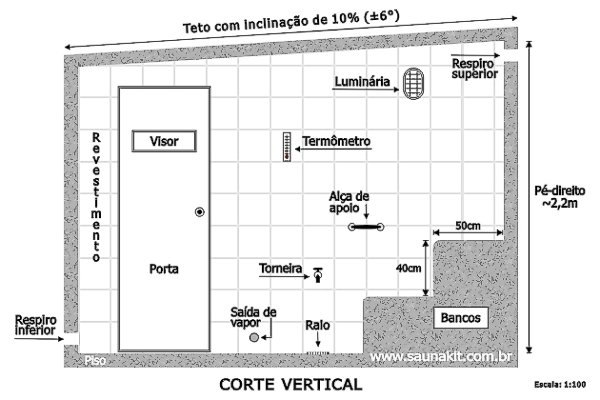 Teto com inclinação de 10% (±6°)
Respiro
superior
Luminária
Revestimento
Visor
Termômetro
Pé-direito
~2,2m
Alça de
apoio
50cm
Porta
Torneira
40cm
Respiro
inferior
Saída de
vapor
Ralo
Bancos
Piso
www.saunakit.com.br
CORTE VERTICAL
Escala: 1:100